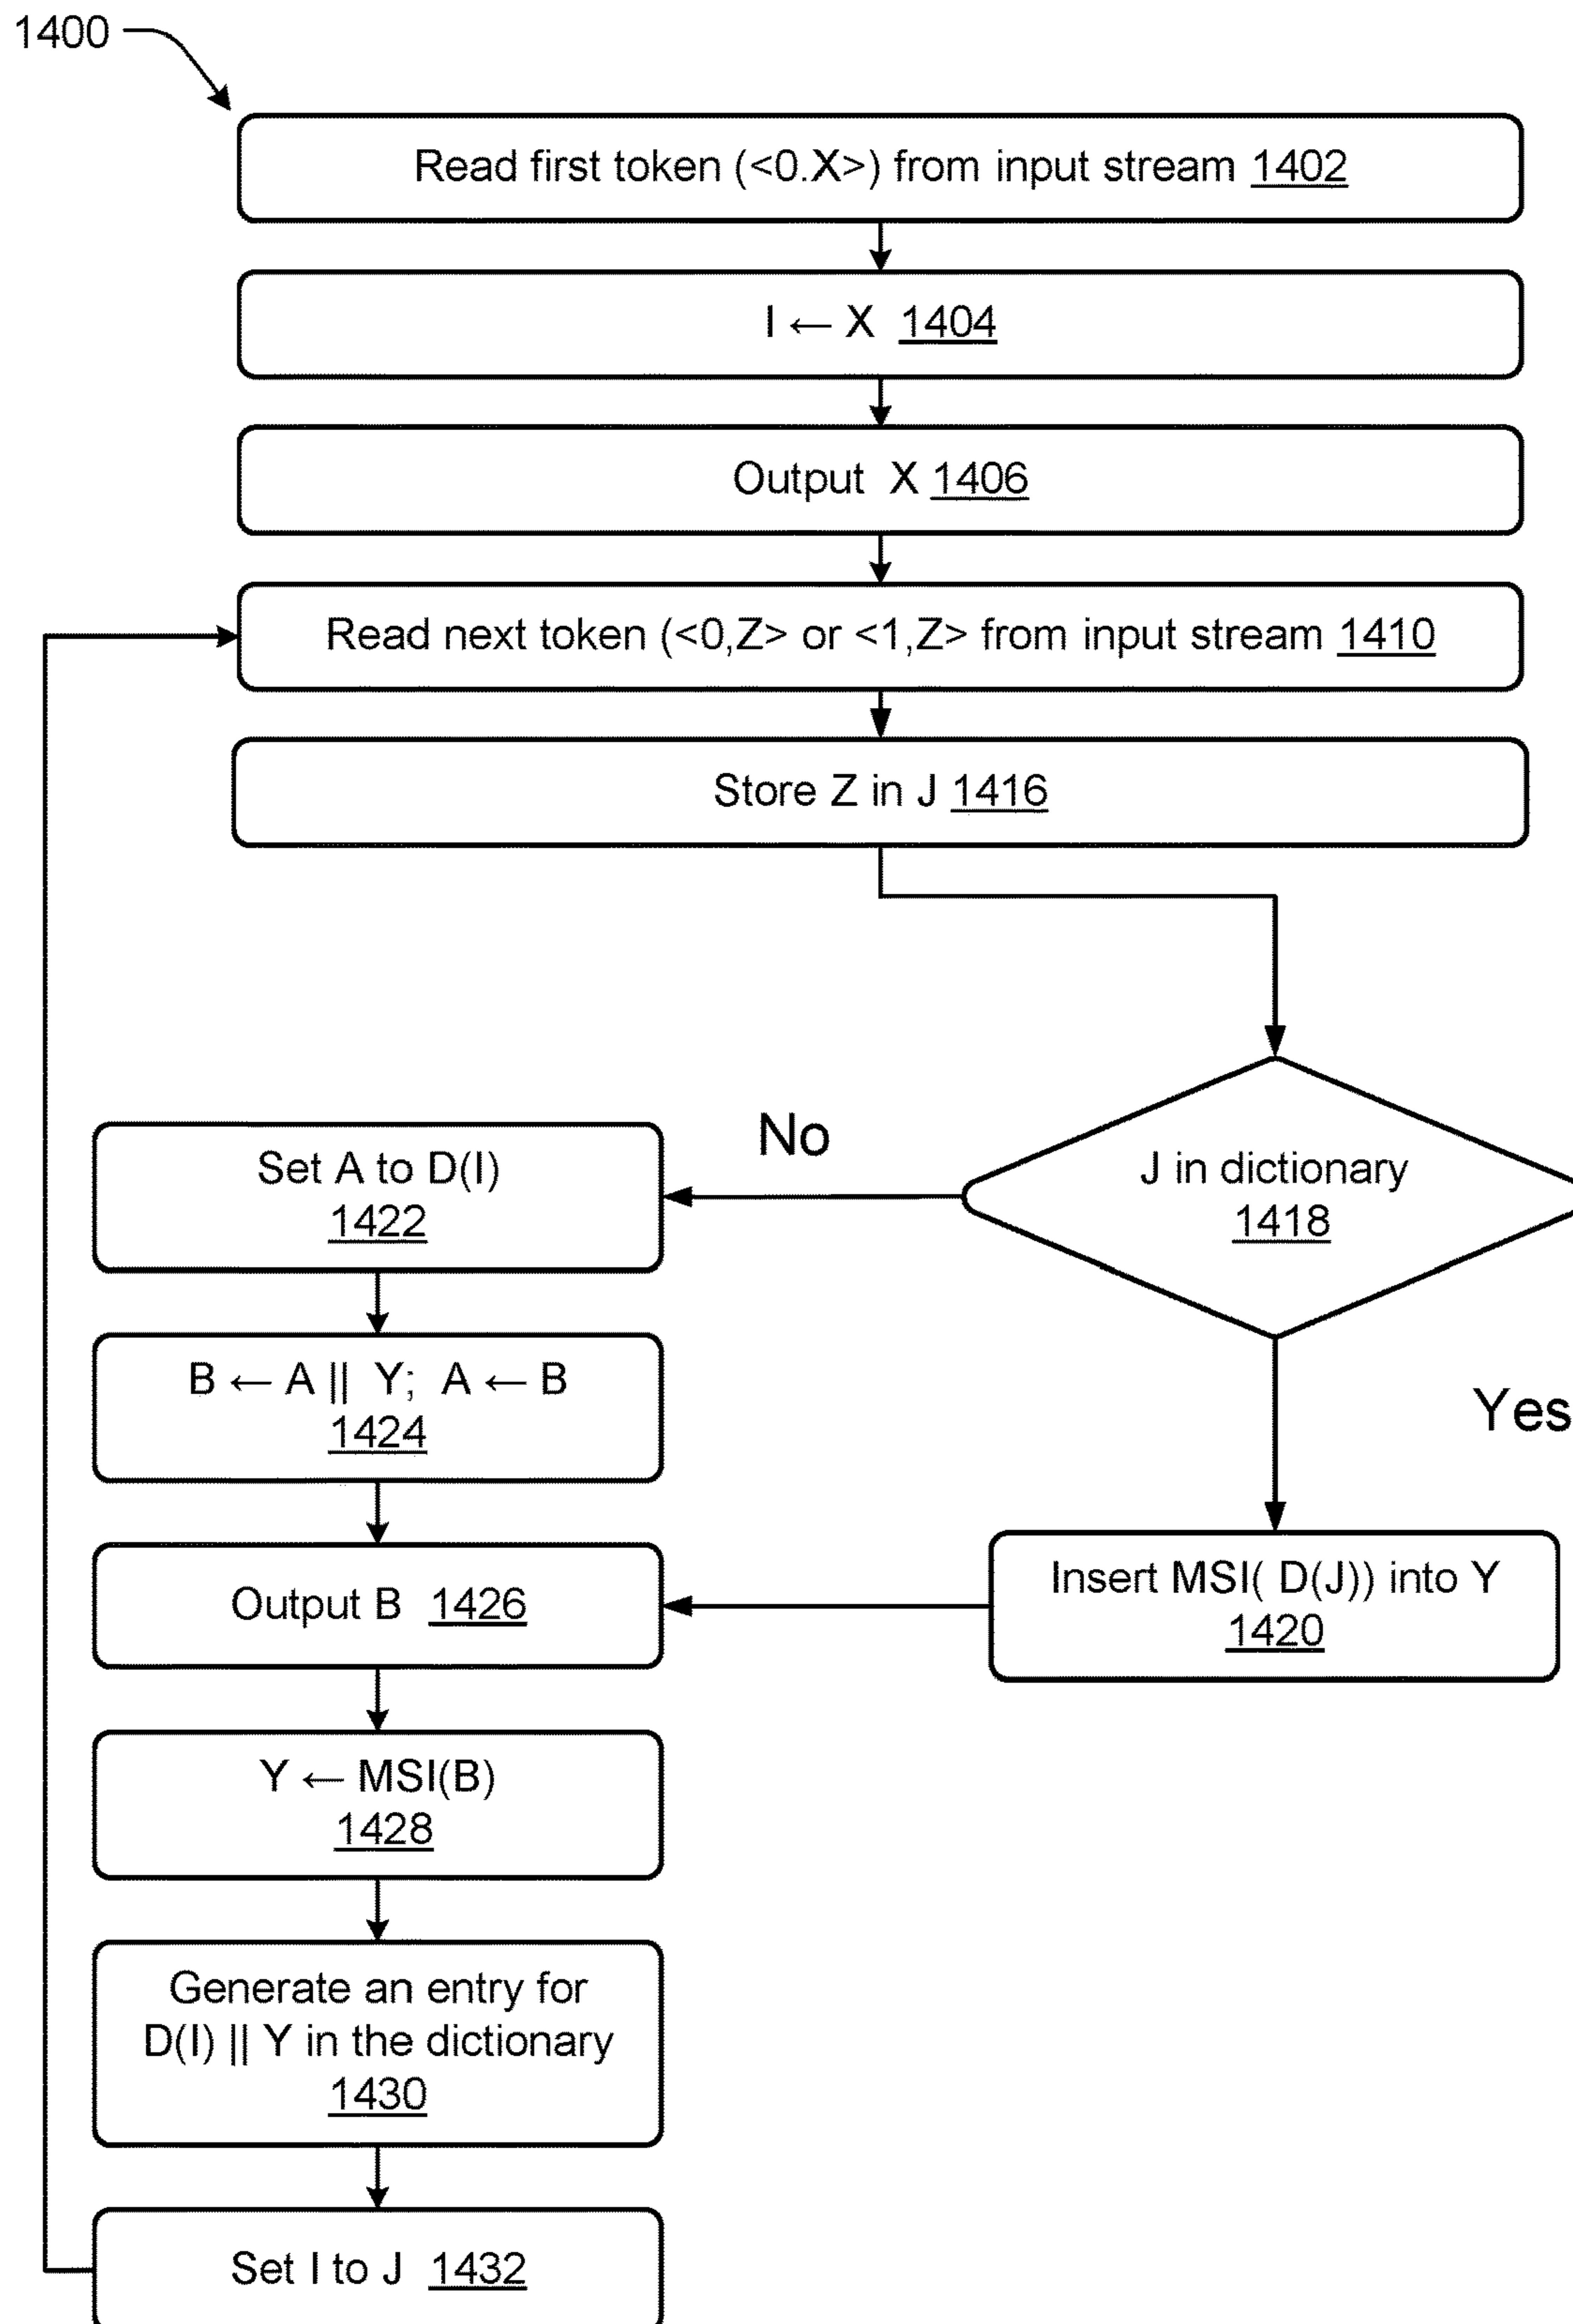 1400
Read first token (<0.X>) from input stream 1402
I ← X 1404
Output X 1406
Read next token (<0,Z> or <1,Z> from input stream 1410
Store Z in J 1416
J in dictionary
1418
No
Yes
Set A to D(I)
1422
B ← A || Y; A ← B
1424
Output B 1426
Insert MSI( D(J)) into Y
1420
Y ← MSI(B)
1428
Generate an entry for
D(I) || Y in the dictionary
1430
Set I to J 1432